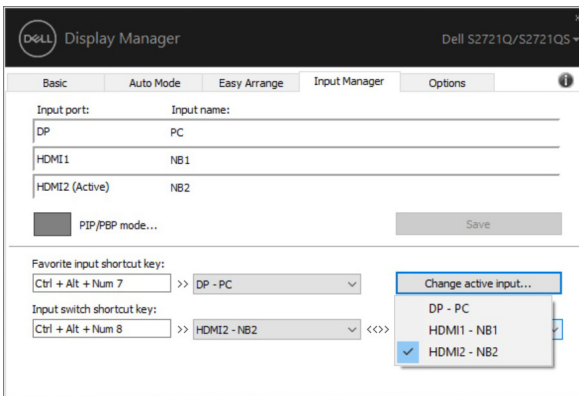 DELL Display Manager Dell S2721Q/S2721QS
Basic Auto Mode Easy Arrange Input Manager Options
Input port: Input name:
DP PC
HDMI1 NB1
HDMI2 (Active) NB2
PIP/PBP mode... Save
Favorite input shortcut key:
Ctrl + Alt + Num 7 >> DP - PC Change active input...
Input switch shortcut key:
DP - PC
Ctrl + Alt + Num 8 >> HDMI2 - NB2 <<>> HDMI1 - NB1
HDMI2 - NB2